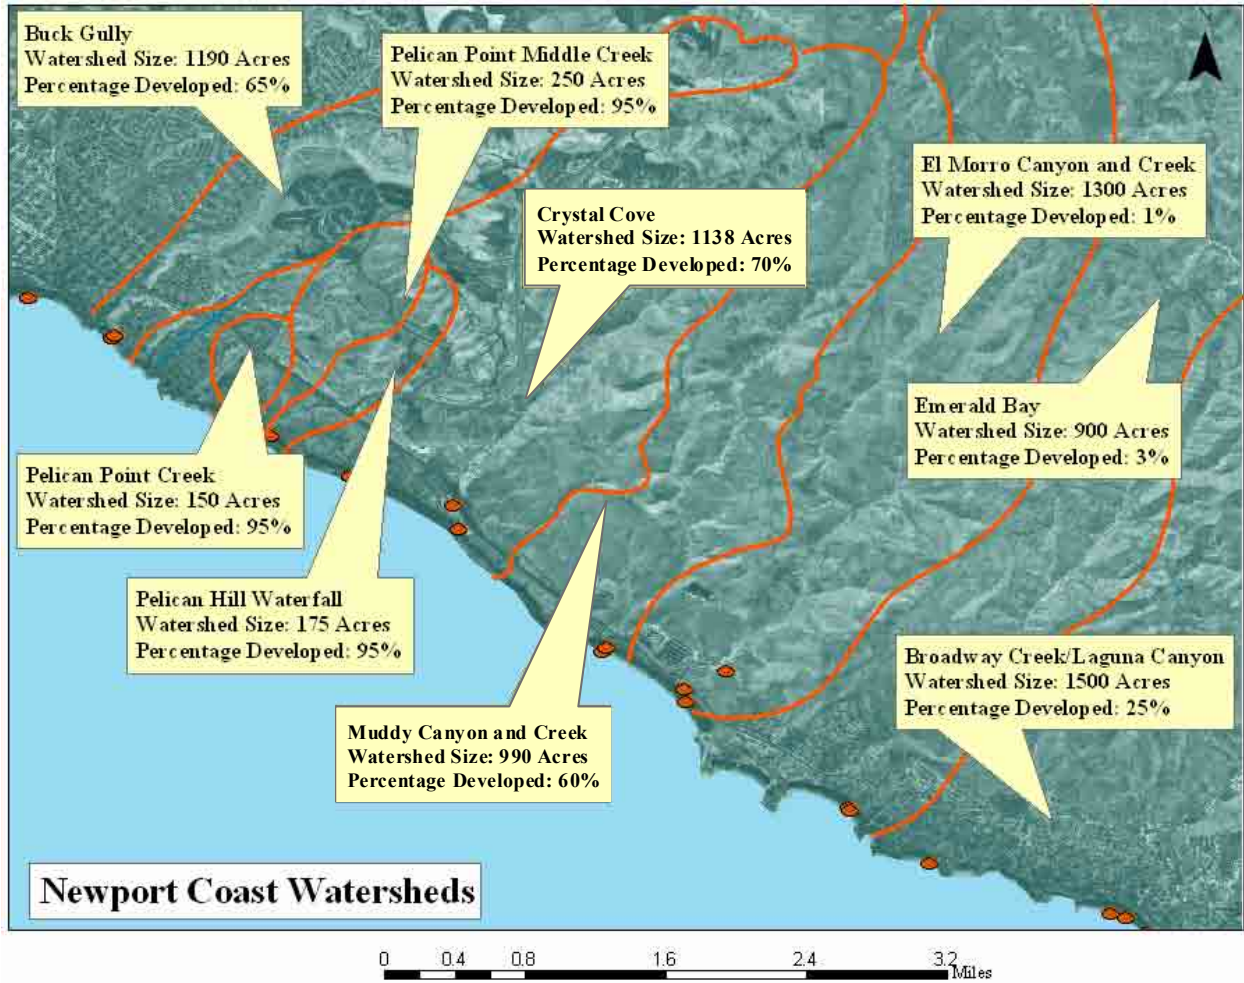 Buck Gully
Watershed Size: 1190 Acres
Percentage Developed: 65%
Pelican Point Middle Creek
Watershed Size: 250 Acres
Percentage Developed: 95%
El Morro Canyon and Creek
Watershed Size: 1300 Acres
Percentage Developed: 1%
Crystal Cove
Watershed Size: 1138 Acres
Percentage Developed: 70%
Emerald Bay
Watershed Size: 900 Acres
Percentage Developed: 3%
Pelican Point Creek
Watershed Size: 150 Acres
Percentage Developed: 95%
Pelican Hill Waterfall
Watershed Size: 175 Acres
Percentage Developed: 95%
Broadway Creek/Laguna Canyon
Watershed Size: 1500 Acres
Percentage Developed: 25%
Muddy Canyon and Creek
Watershed Size: 990 Acres
Percentage Developed: 60%
Newport Coast Watersheds
0 0.4 0.8 1.6 2.4 3.2
Miles